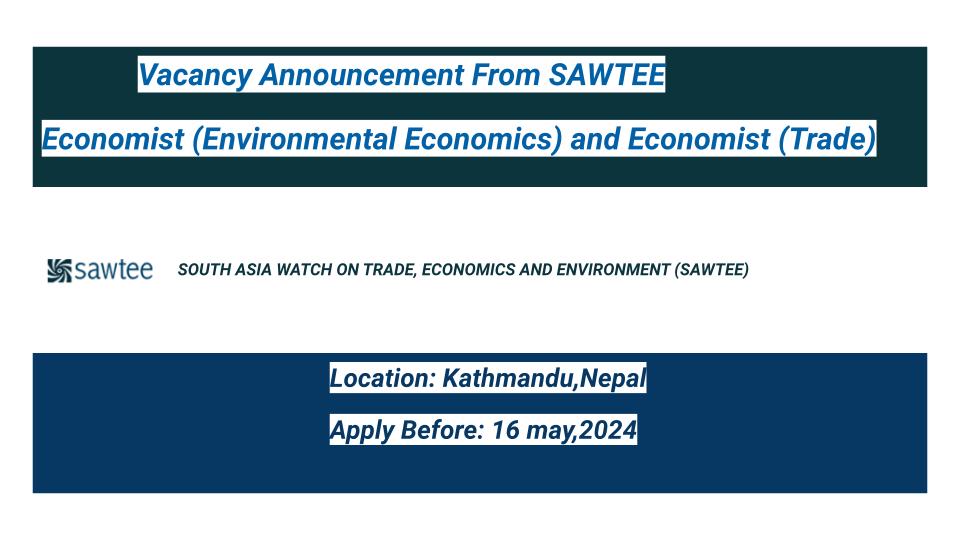 Vacancy Announcement From SAWTEE
Economist (Environmental Economics) and Economist (Trade)
sawtee
SOUTH ASIA WATCH ON TRADE, ECONOMICS AND ENVIRONMENT (SAWTEE)
Location: Kathmandu,Nepal
Apply Before: 16 may,2024